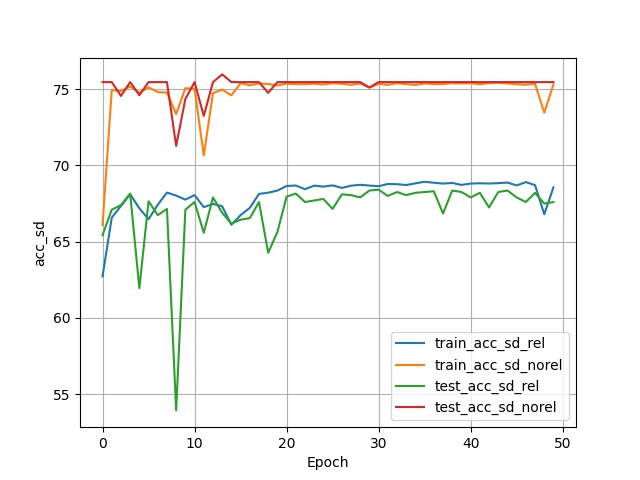 75
70
65
60
55
acc_sd
0
10
20
30
40
50
Epoch
train_acc_sd_rel
train_acc_sd_norel
test_acc_sd_rel
test_acc_sd_norel